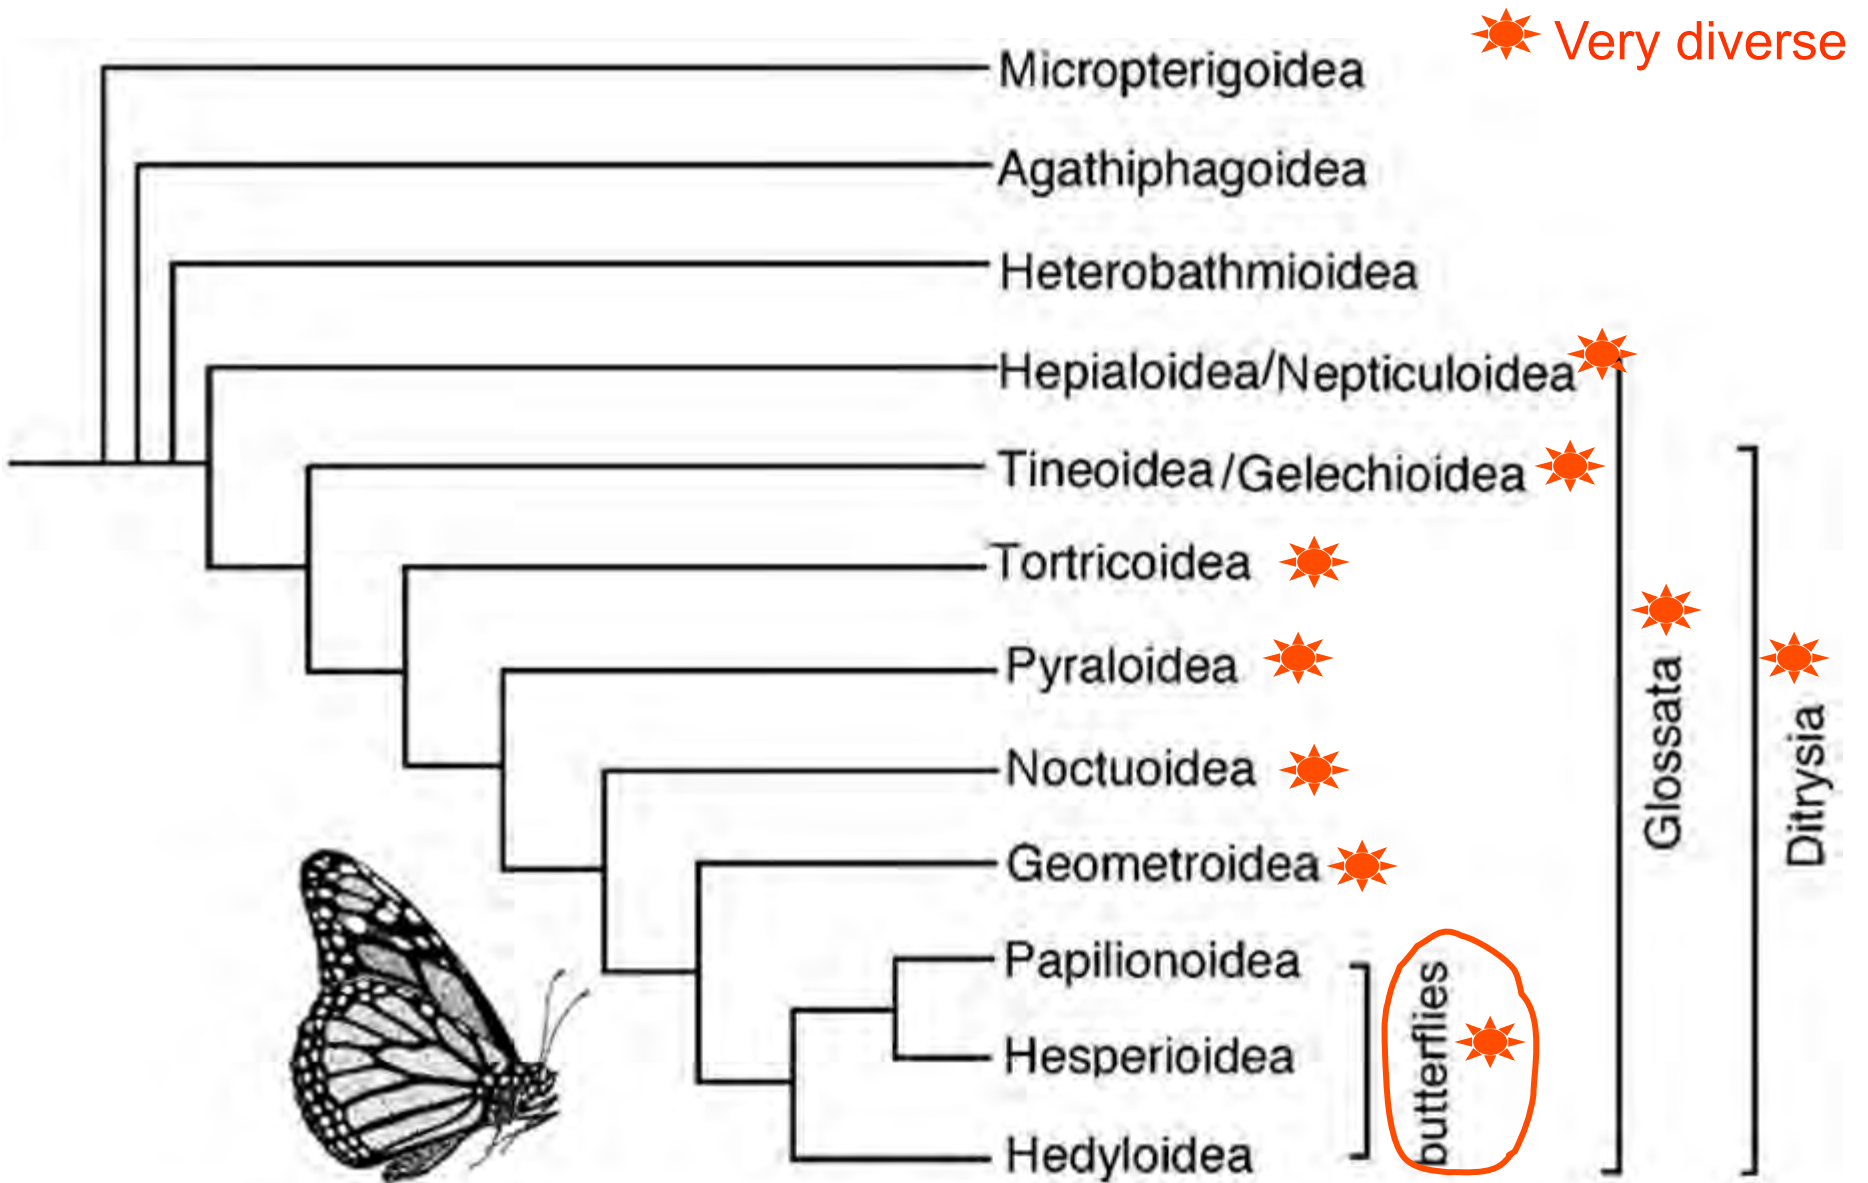 Very diverse
Micropterigoidea
Agathiphagoidea
Heterobathmioidea
Hepialoidea/Nepticuloidea
Tineoidea/Gelechioidea
Tortricoidea
Pyraloidea
Noctuoidea
Geometroidea
Papilionoidea
Hesperioidea
Hedyloidea
butterflies
Glossata
Ditrysia